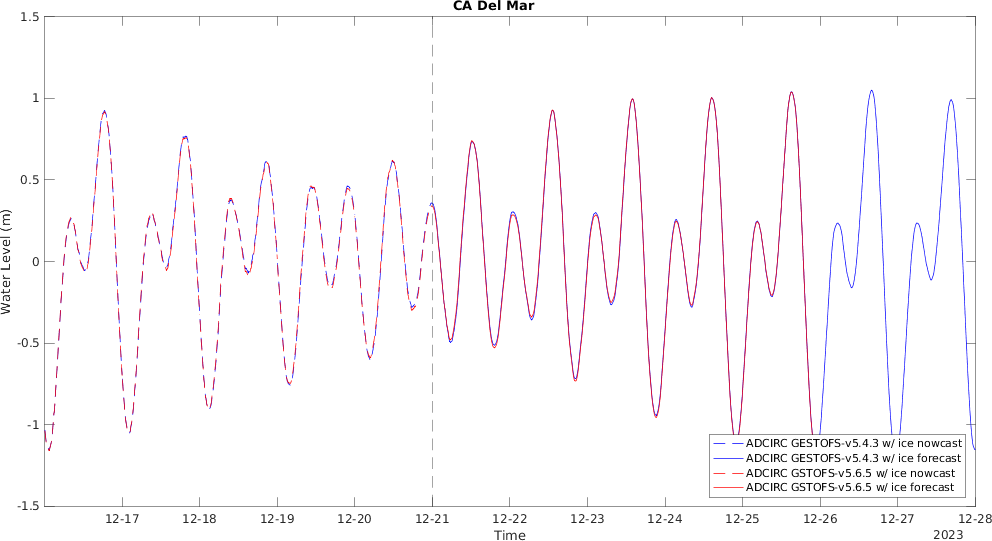 CA Del Mar
1.5
1
0.5
0
-0.5
-1
-1.5
Water Level (m)
ADCIRC GESTOFS-v5.4.3 w/ ice nowcast
ADCIRC GESTOFS-v5.4.3 w/ ice forecast
ADCIRC GSTOFS-v5.6.5 w/ ice nowcast
ADCIRC GSTOFS-v5.6.5 w/ ice forecast
12-17 12-18 12-19 12-20 12-21 12-22 12-23 12-24 12-25 12-26 12-27 12-28
Time
2023